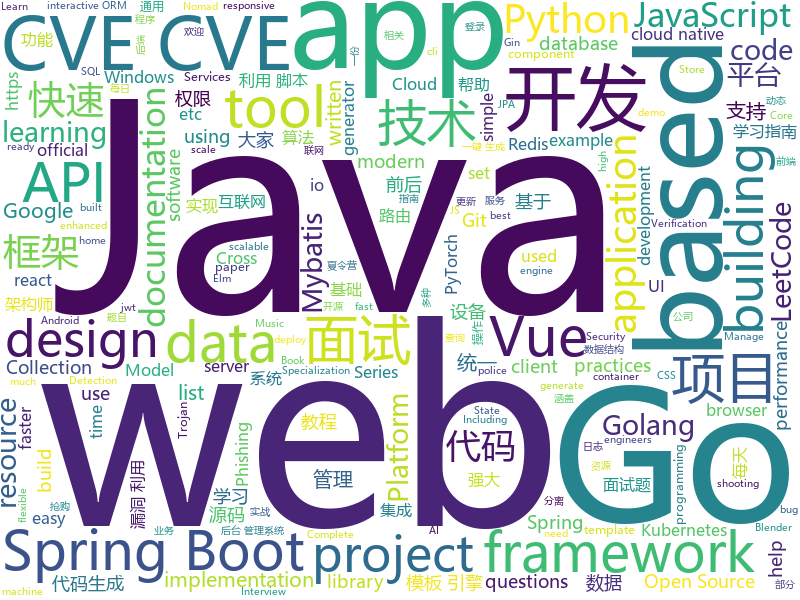 Learn
interactive ORM
Nomad
responsive
程序
通用
欢迎
Gin
cli
登录
相关
CVE CVE
app
Python
JavaScript
功能
cloud native
SQL
每日
Services
component
database
code
Store
https
快速
Windows
Cloud
帮助
平台
权限
利用 脚本
tool
开发
JPA
动态
Core
demo
learning
etc
generator
written
技术
simple
based
支持
ready
official
using
大家
算法
Redis
example
学习指南
前端
scale
联网
一键 生成
high
documentation
software
modern
API
Java
前后
set
Google
built
实现
io
更新
服务
基于
application
development
building
互联网
路由
指南
JS
best
Git
enhanced
home
scalable
Cross
夏令营
PyTorch
used
Verification
框架
Mybatis
paper
Elm
基础
engine
UI
LeetCode
react
开源
fast
多种
架构师
jwt
题目
设备
操作
Android
Music
deploy
查询
Security
公司
Manage
design
data
面试
Vue
数据结构
Book
CSS
Collection
server
系统
Specialization
police
统一
client
practices
container
项目
performance
much
Model
Series
generate
涵盖
Detection
list
State
Including
faster
browser
resource
use
time
Trojan
web
教程
Platform
代码
Go
Golang
日志
engineers
build
漏洞 利用
Phishing
管理
强大
面试题
资源
programming
每天
shooting
flexible
抢购
easy
学习
源码
实战
集成
分离
Spring
need
template
Kubernetes
AI
bug
业务
后台 管理系统
Complete
Blender
Spring Boot
project
framework
help
代码生成
implementation
library
模板 引擎
questions
数据
Open Source
machine
Interview
部分